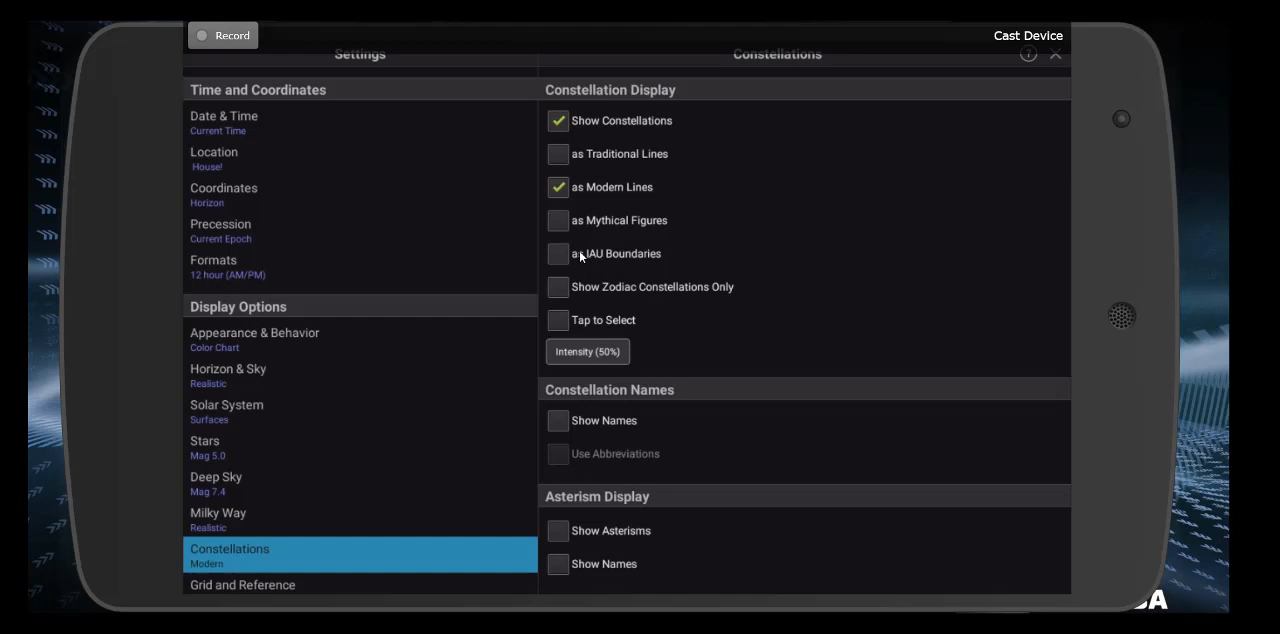 Record
Cast Device
Settings
Constellations
Time and Coordinates
Date & Time
Current Time
Location
House!
Coordinates
Horizon
Precession
Current Epoch
Formats
12 hour (AM/PM)
Display Options
Appearance & Behavior
Color Chart
Horizon & Sky
Realistic
Solar System
Surfaces
Stars
Mag 5.0
Deep Sky
Mag 7.4
Milky Way
Realistic
Constellations
Modern
Grid and Reference
Constellation Display
Show Constellations
as Traditional Lines
as Modern Lines
as Mythical Figures
as IAU Boundaries
Show Zodiac Constellations Only
Tap to Select
Intensity (50%)
Constellation Names
Show Names
Use Abbreviations
Asterism Display
Show Asterisms
Show Names